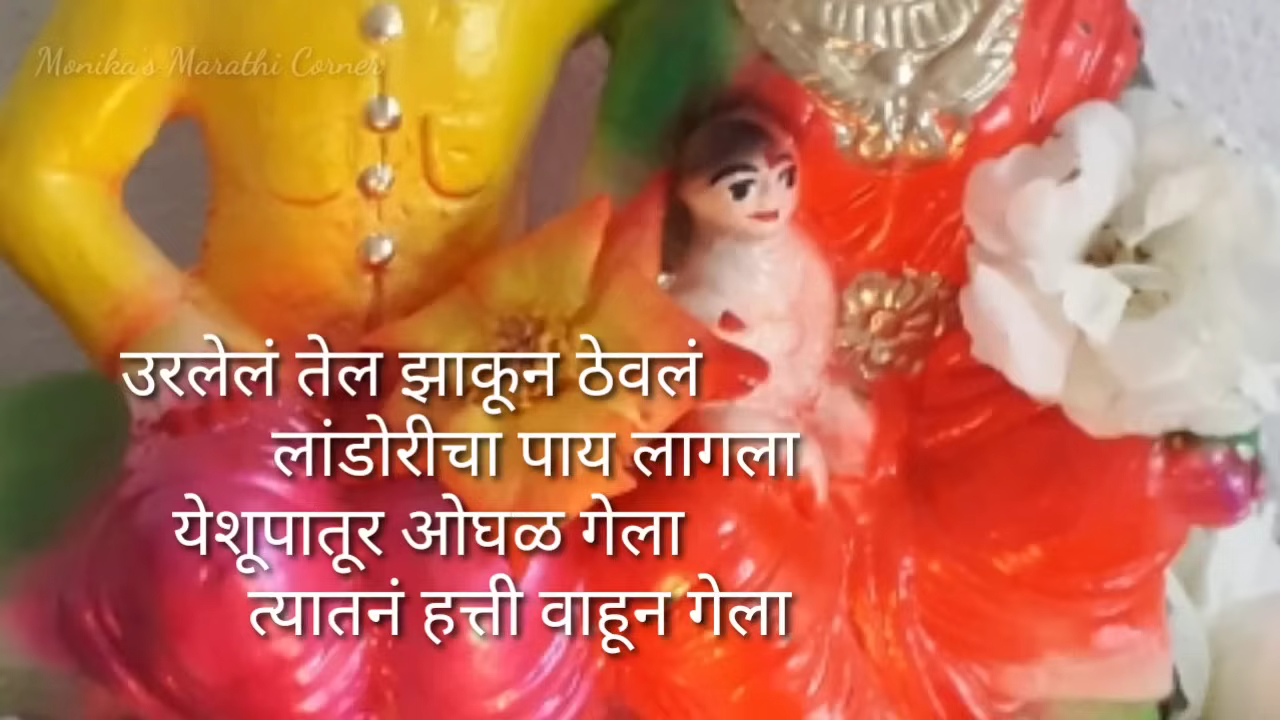 Monika's Marathi Corner
उरलेलं तेल झाकून ठेवलं
लांडोरीचा पाय लागला
येशूपातूर ओघळ गेला
त्यातनं हत्ती वाहून गेला